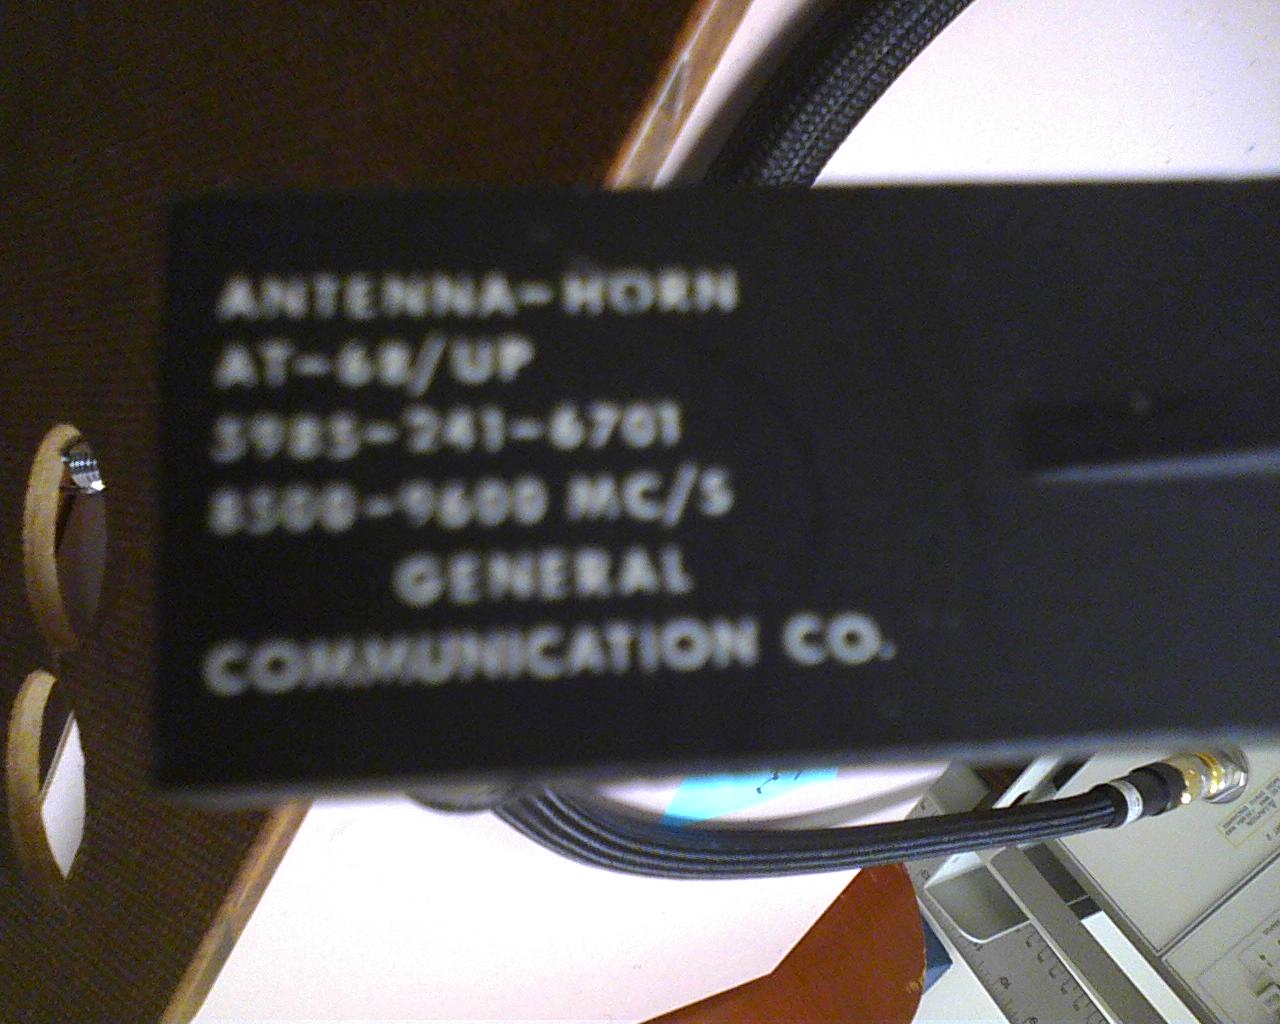 ANTENNA-HORN
AT-68/UP
5985-241-6701
8500-9600 MC/S
GENERAL
COMMUNICATION CO.